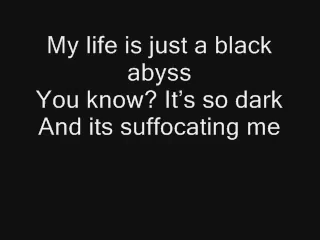 My life is just a black
abyss
You know? It’s so dark
And its suffocating me